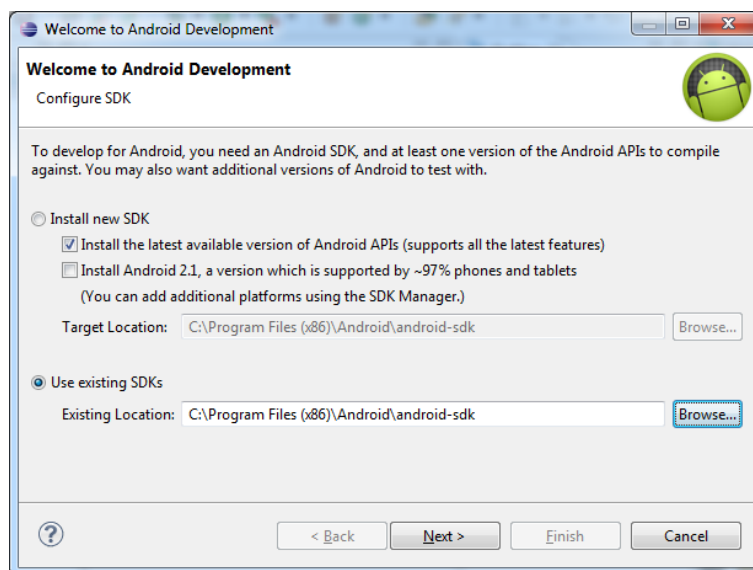 Welcome to Android Development
Welcome to Android Development
Configure SDK
To develop for Android, you need an Android SDK, and at least one version of the Android APIs to compile
against. You may also want additional versions of Android to test with.
Install new SDK
Install the latest available version of Android APIs (supports all the latest features)
Install Android 2.1, a version which is supported by ~97% phones and tablets
(You can add additional platforms using the SDK Manager.)
Target Location: C:\Program Files (x86)\Android\android-sdk Browse...
Use existing SDKs
Existing Location: C:\Program Files (x86)\Android\android-sdk Browse...
? < Back Next > Finish Cancel